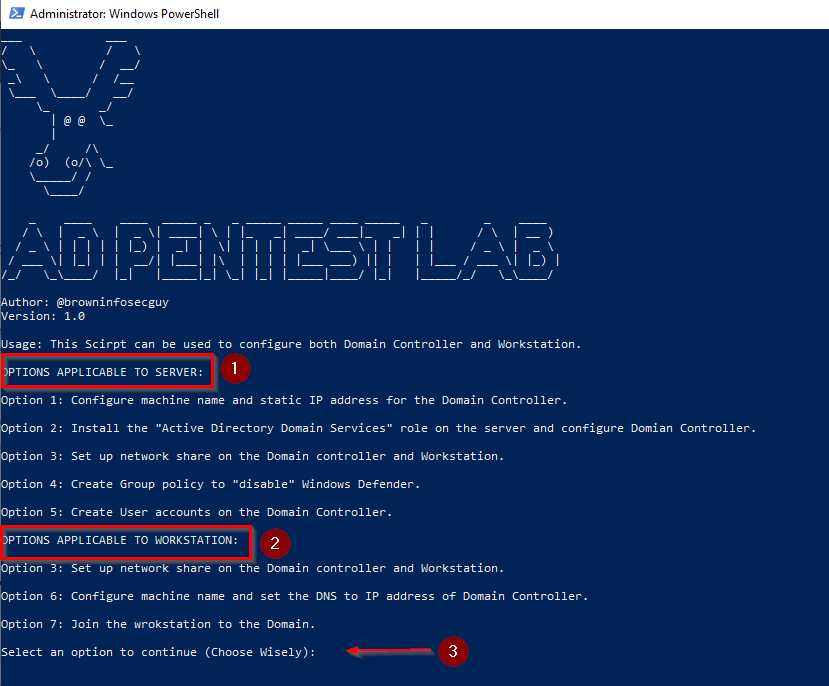 Administrator: Windows PowerShell
@ @
/o) (o/\ \_
AD PENTEST LAB
Author: @browninfosecguy
Version: 1.0
Usage: This Scirpt can be used to configure both Domain Controller and Workstation.
OPTIONS APPLICABLE TO SERVER:
1
Option 1: Configure machine name and static IP address for the Domain Controller.
Option 2: Install the "Active Directory Domain Services" role on the server and configure Domian Controller.
Option 3: Set up network share on the Domain controller and Workstation.
Option 4: Create Group policy to "disable" Windows Defender.
Option 5: Create User accounts on the Domain Controller.
OPTIONS APPLICABLE TO WORKSTATION:
2
Option 3: Set up network share on the Domain controller and Workstation.
Option 6: Configure machine name and set the DNS to IP address of Domain Controller.
Option 7: Join the wrokstation to the Domain.
Select an option to continue (Choose Wisely):
3